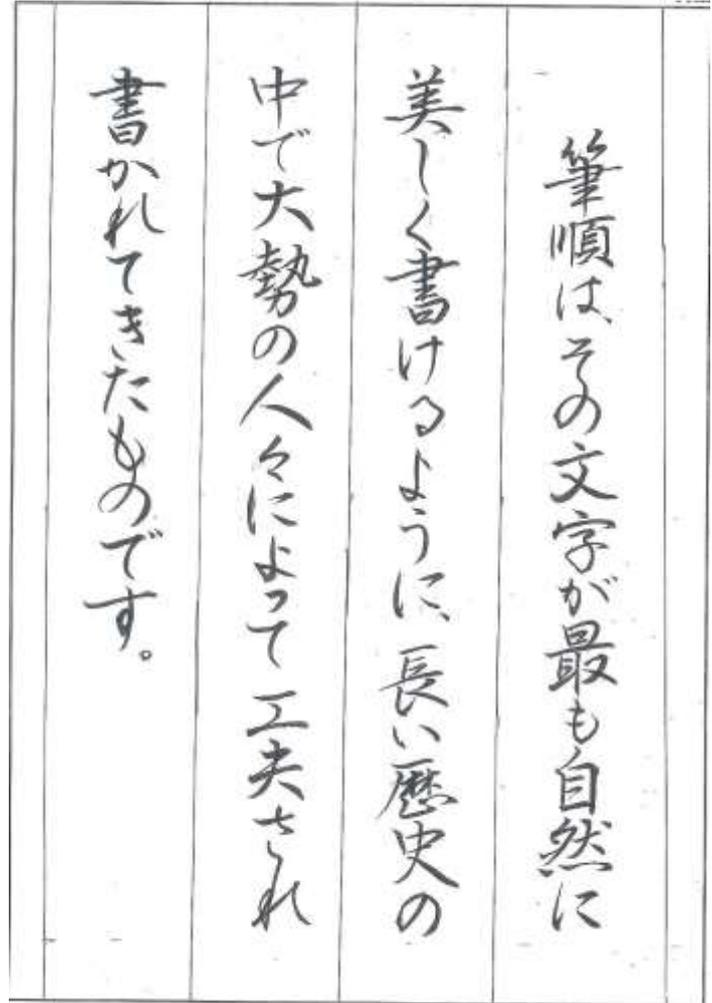 筆順は、その文字が最も自然に
美しく書けるように、長い歴史の
中で大勢の人々によって工夫され
書かれてきたものです。